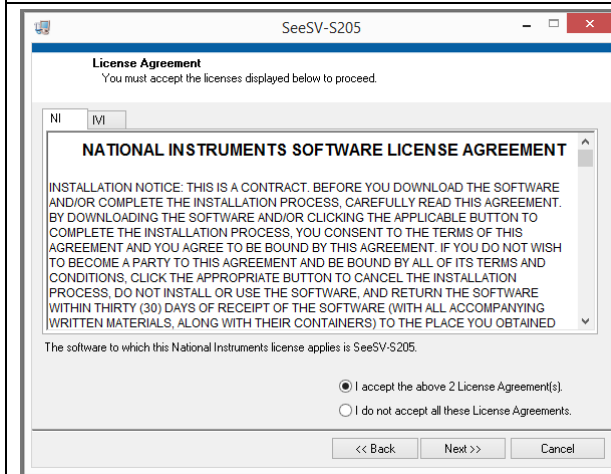 SeeSV-S205
License Agreement
You must accept the licenses displayed below to proceed.
NI IVI
NATIONAL INSTRUMENTS SOFTWARE LICENSE AGREEMENT
INSTALLATION NOTICE: THIS IS A CONTRACT. BEFORE YOU DOWNLOAD THE SOFTWARE
AND/OR COMPLETE THE INSTALLATION PROCESS, CAREFULLY READ THIS AGREEMENT.
BY DOWNLOADING THE SOFTWARE AND/OR CLICKING THE APPLICABLE BUTTON TO
COMPLETE THE INSTALLATION PROCESS, YOU CONSENT TO THE TERMS OF THIS
AGREEMENT AND YOU AGREE TO BE BOUND BY THIS AGREEMENT. IF YOU DO NOT WISH
TO BECOME A PARTY TO THIS AGREEMENT AND BE BOUND BY ALL OF ITS TERMS AND
CONDITIONS, CLICK THE APPROPRIATE BUTTON TO CANCEL THE INSTALLATION
PROCESS, DO NOT INSTALL OR USE THE SOFTWARE, AND RETURN THE SOFTWARE
WITHIN THIRTY (30) DAYS OF RECEIPT OF THE SOFTWARE (WITH ALL ACCOMPANYING
WRITTEN MATERIALS, ALONG WITH THEIR CONTAINERS) TO THE PLACE YOU OBTAINED
The software to which this National Instruments license applies is SeeSV-S205.
I accept the above 2 License Agreement(s).
I do not accept all these License Agreements.
<< Back Next >> Cancel